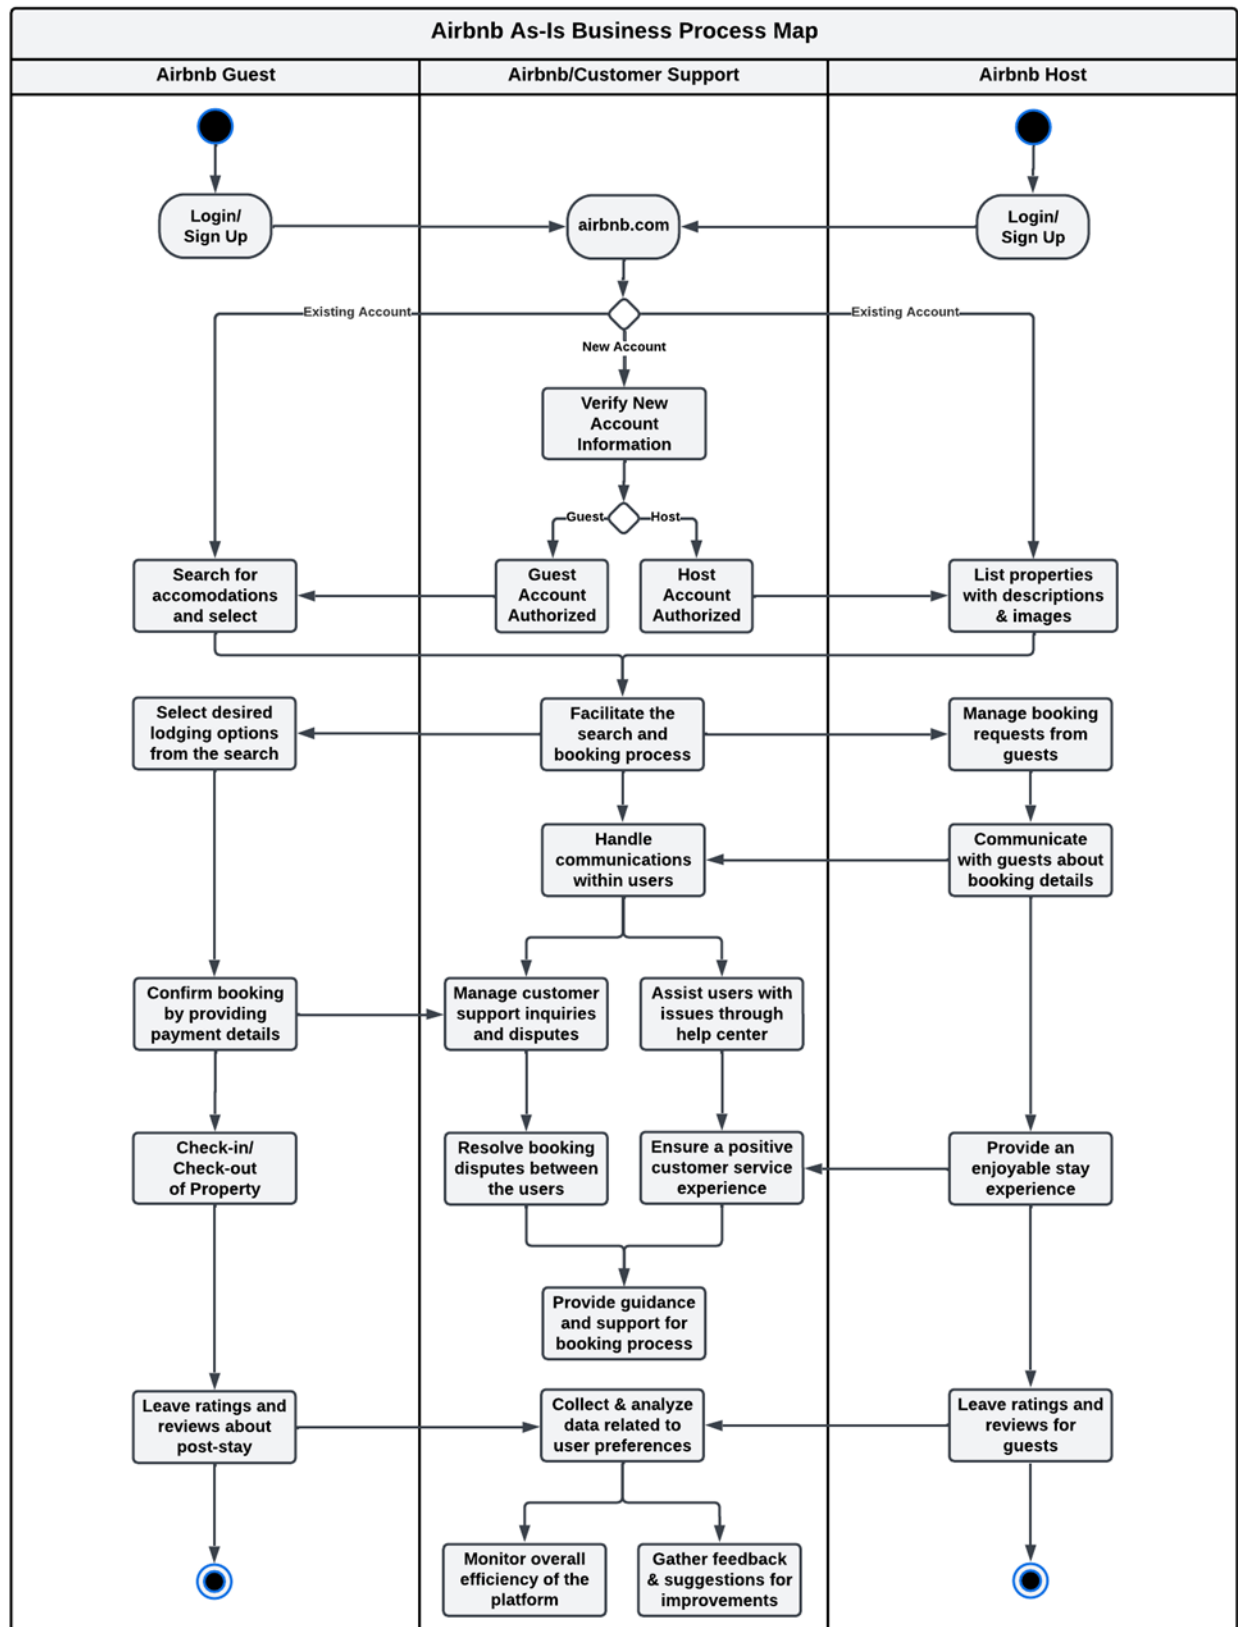 Airbnb As-Is Business Process Map
Airbnb Guest
Airbnb/Customer Support
Airbnb Host
Login/
Sign Up
airbnb.com
Login/
Sign Up
Existing Account
Existing Account
New Account
Verify New
Account
Information
Guest
Host
Search for
accomodations
and select
Guest
Account
Authorized
Host
Account
Authorized
List properties
with descriptions
& images
Select desired
lodging options
from the search
Facilitate the
search and
booking process
Manage booking
requests from
guests
Handle
communications
within users
Communicate
with guests about
booking details
Confirm booking
by providing
payment details
Manage customer
support inquiries
and disputes
Assist users with
issues through
help center
Check-in/
Check-out
of Property
Resolve booking
disputes between
the users
Ensure a positive
customer service
experience
Provide an
enjoyable stay
experience
Provide guidance
and support for
booking process
Leave ratings and
reviews about
post-stay
Collect & analyze
data related to
user preferences
Leave ratings and
reviews for
guests
Monitor overall
efficiency of the
platform
Gather feedback
& suggestions for
improvements